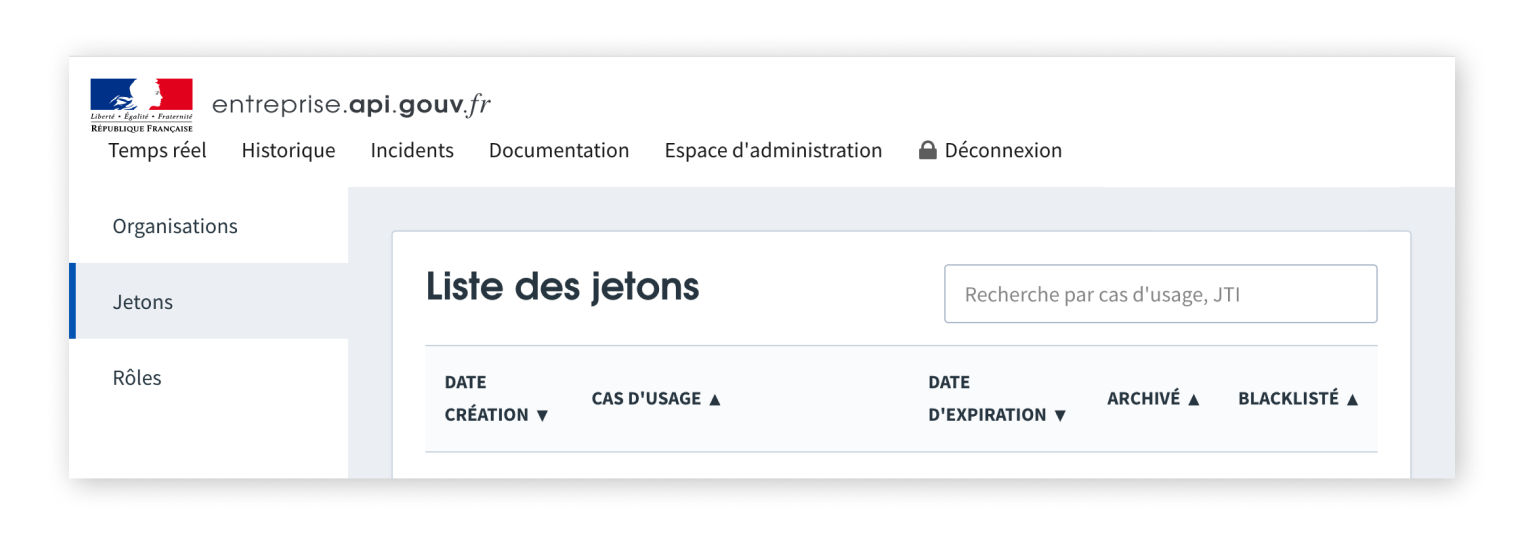 Liberté • Égalité • Fraternité
RÉPUBLIQUE FRANÇAISE
entreprise.api.gouv.fr
Temps réel Historique Incidents Documentation Espace d'administration Déconnexion
Organisations
Jetons
Rôles
Liste des jetons
Recherche par cas d'usage, JTI
DATE
CRÉATION ▼
CAS D'USAGE ▲
DATE
D'EXPIRATION ▼
ARCHIVÉ ▲
BLACKLISTÉ ▲